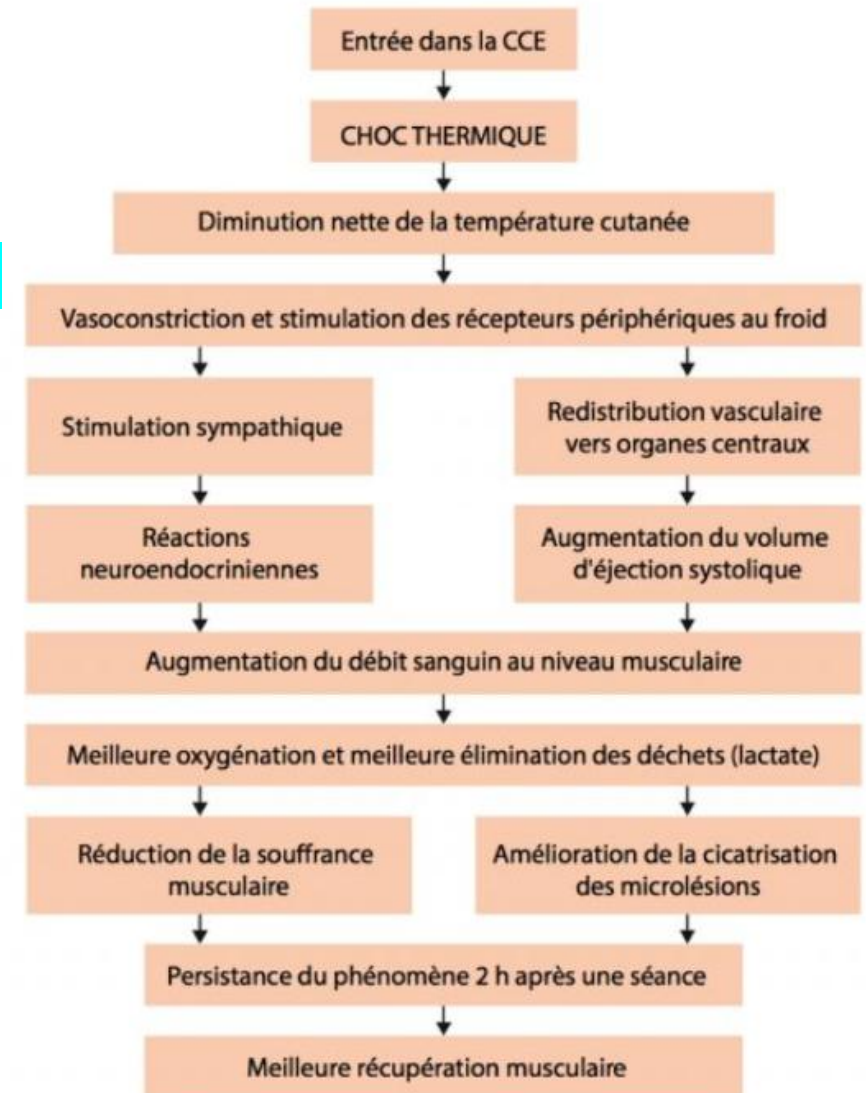 Entrée dans la CCE
CHOC THERMIQUE
Diminution nette de la température cutanée
Vasoconstriction et stimulation des récepteurs périphériques au froid
Stimulation sympathique
Redistribution vasculaire
vers organes centraux
Réactions
neuroendocriniennes
Augmentation du volume
d'éjection systolique
Augmentation du débit sanguin au niveau musculaire
Meilleure oxygénation et meilleure élimination des déchets (lactate)
Réduction de la souffrance
musculaire
Amélioration de la cicatrisation
des microlésions
Persistance du phénomène 2 h après une séance
Meilleure récupération musculaire